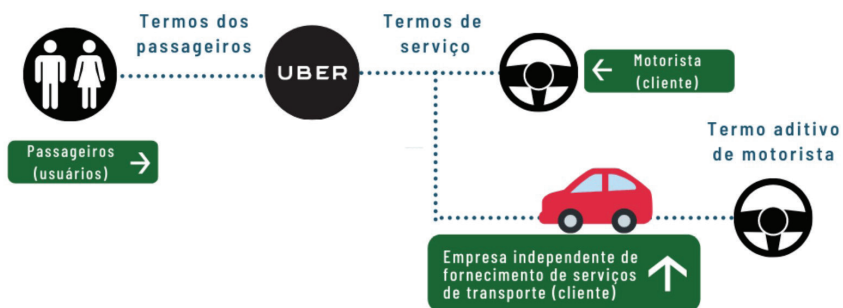 Termos dos
passageiros
Termos de
serviço
UBER
Motorista
(cliente)
Passageiros
(usuários)
Termo aditivo
de motorista
Empresa independente de
fornecimento de serviços
de transporte (cliente)